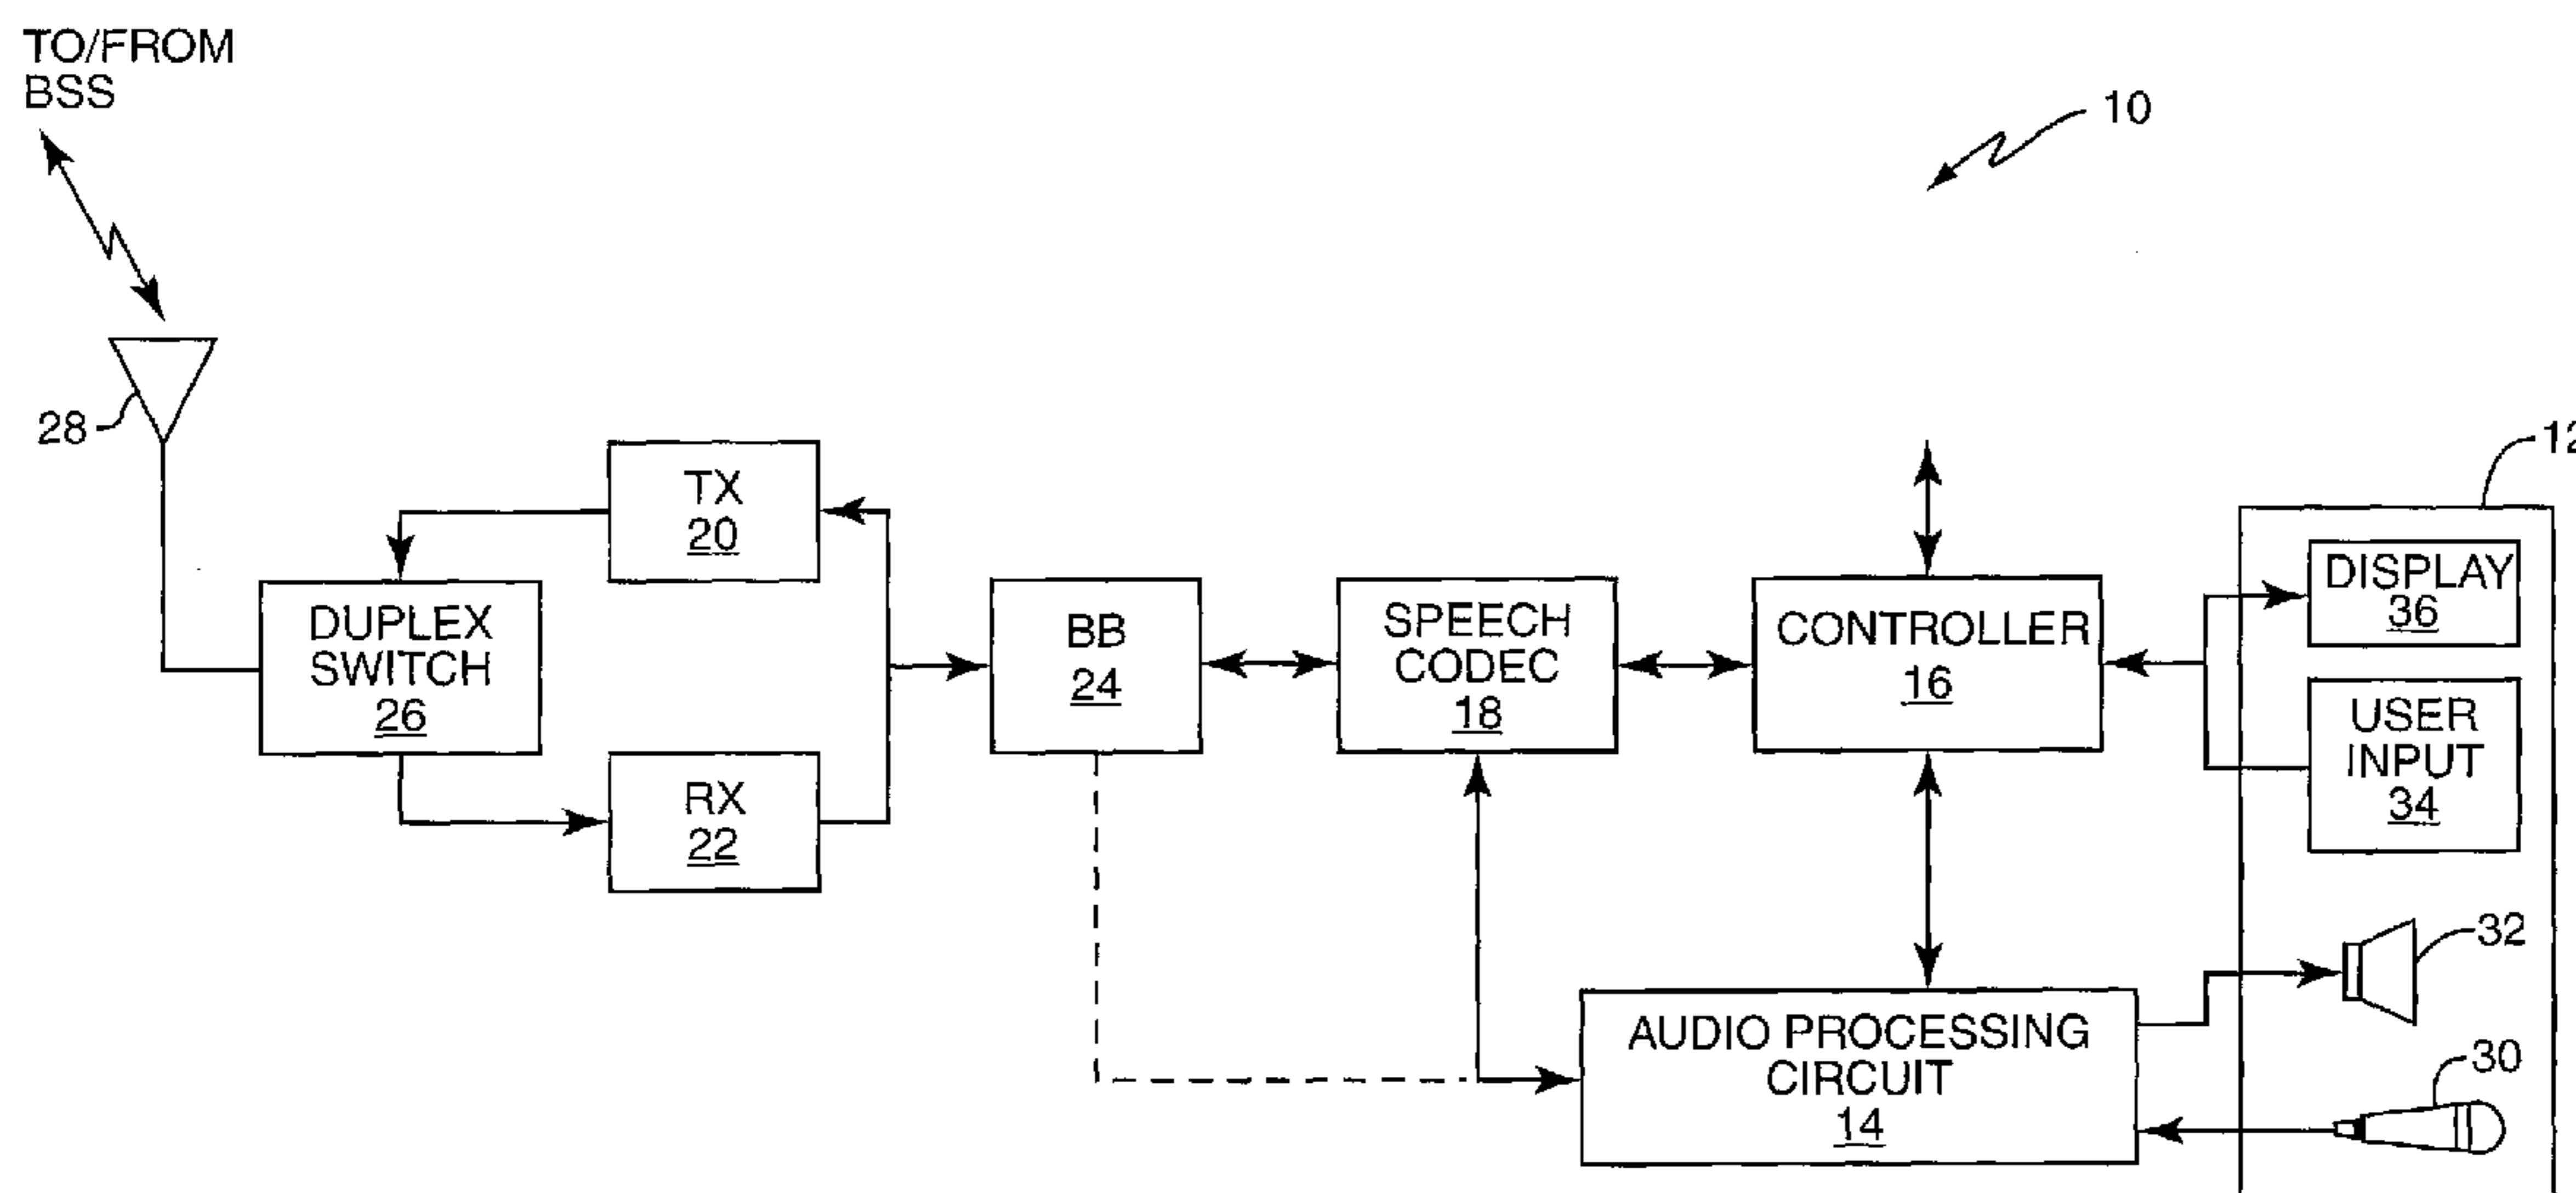 TO/FROM
BSS
10
28
12
TX
20
DUPLEX
SWITCH
26
RX
22
BB
24
SPEECH
CODEC
18
CONTROLLER
16
DISPLAY
36
USER
INPUT
34
32
AUDIO PROCESSING
CIRCUIT
14
30